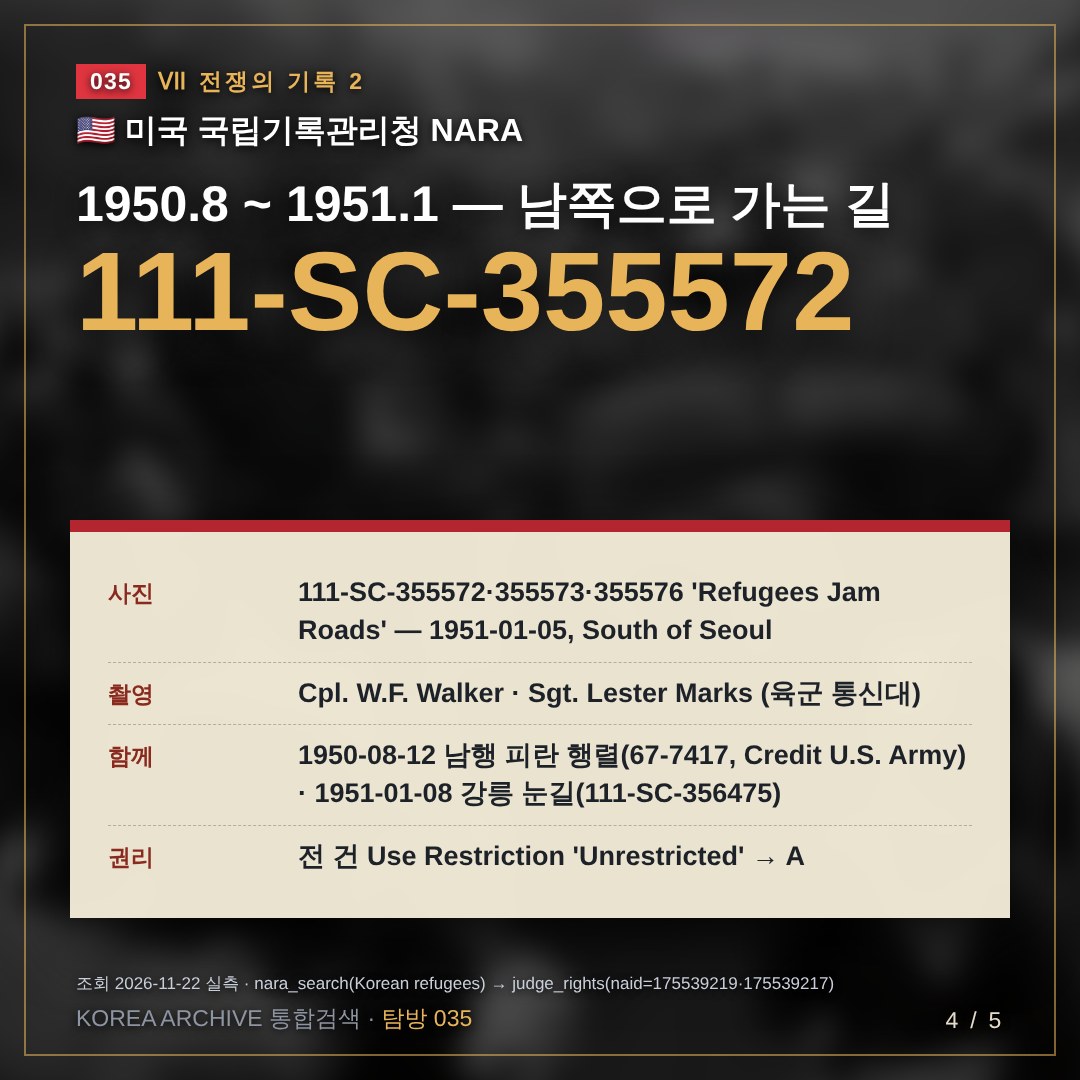 035 Ⅶ 전쟁의 기록 2
🇺🇸 미국 국립기록관리청 NARA
1950.8 ~ 1951.1 — 남쪽으로 가는 길
111-SC-355572
사진 111-SC-355572·355573·355576 'Refugees Jam
Roads' — 1951-01-05, South of Seoul
촬영 Cpl. W.F. Walker · Sgt. Lester Marks (육군 통신대)
함께 1950-08-12 남행 피란 행렬(67-7417, Credit U.S. Army)
· 1951-01-08 강릉 눈길(111-SC-356475)
권리 전 건 Use Restriction 'Unrestricted' → A
조회 2026-11-22 실측 · nara_search(Korean refugees) → judge_rights(naid=175539219·175539217)
KOREA ARCHIVE 통합검색 · 탐방 035
4 / 5